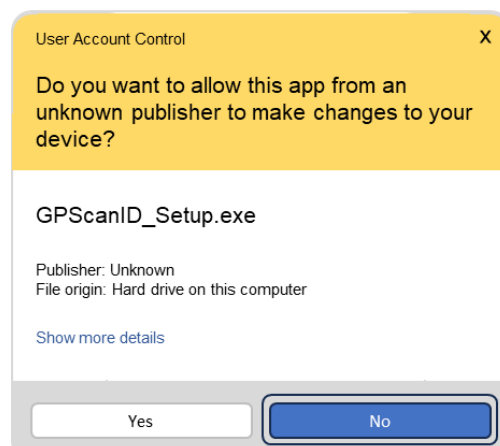 User Account Control
X
Do you want to allow this app from an
unknown publisher to make changes to your
device?
GPScanID_Setup.exe
Publisher: Unknown
File origin: Hard drive on this computer
Show more details
Yes
No